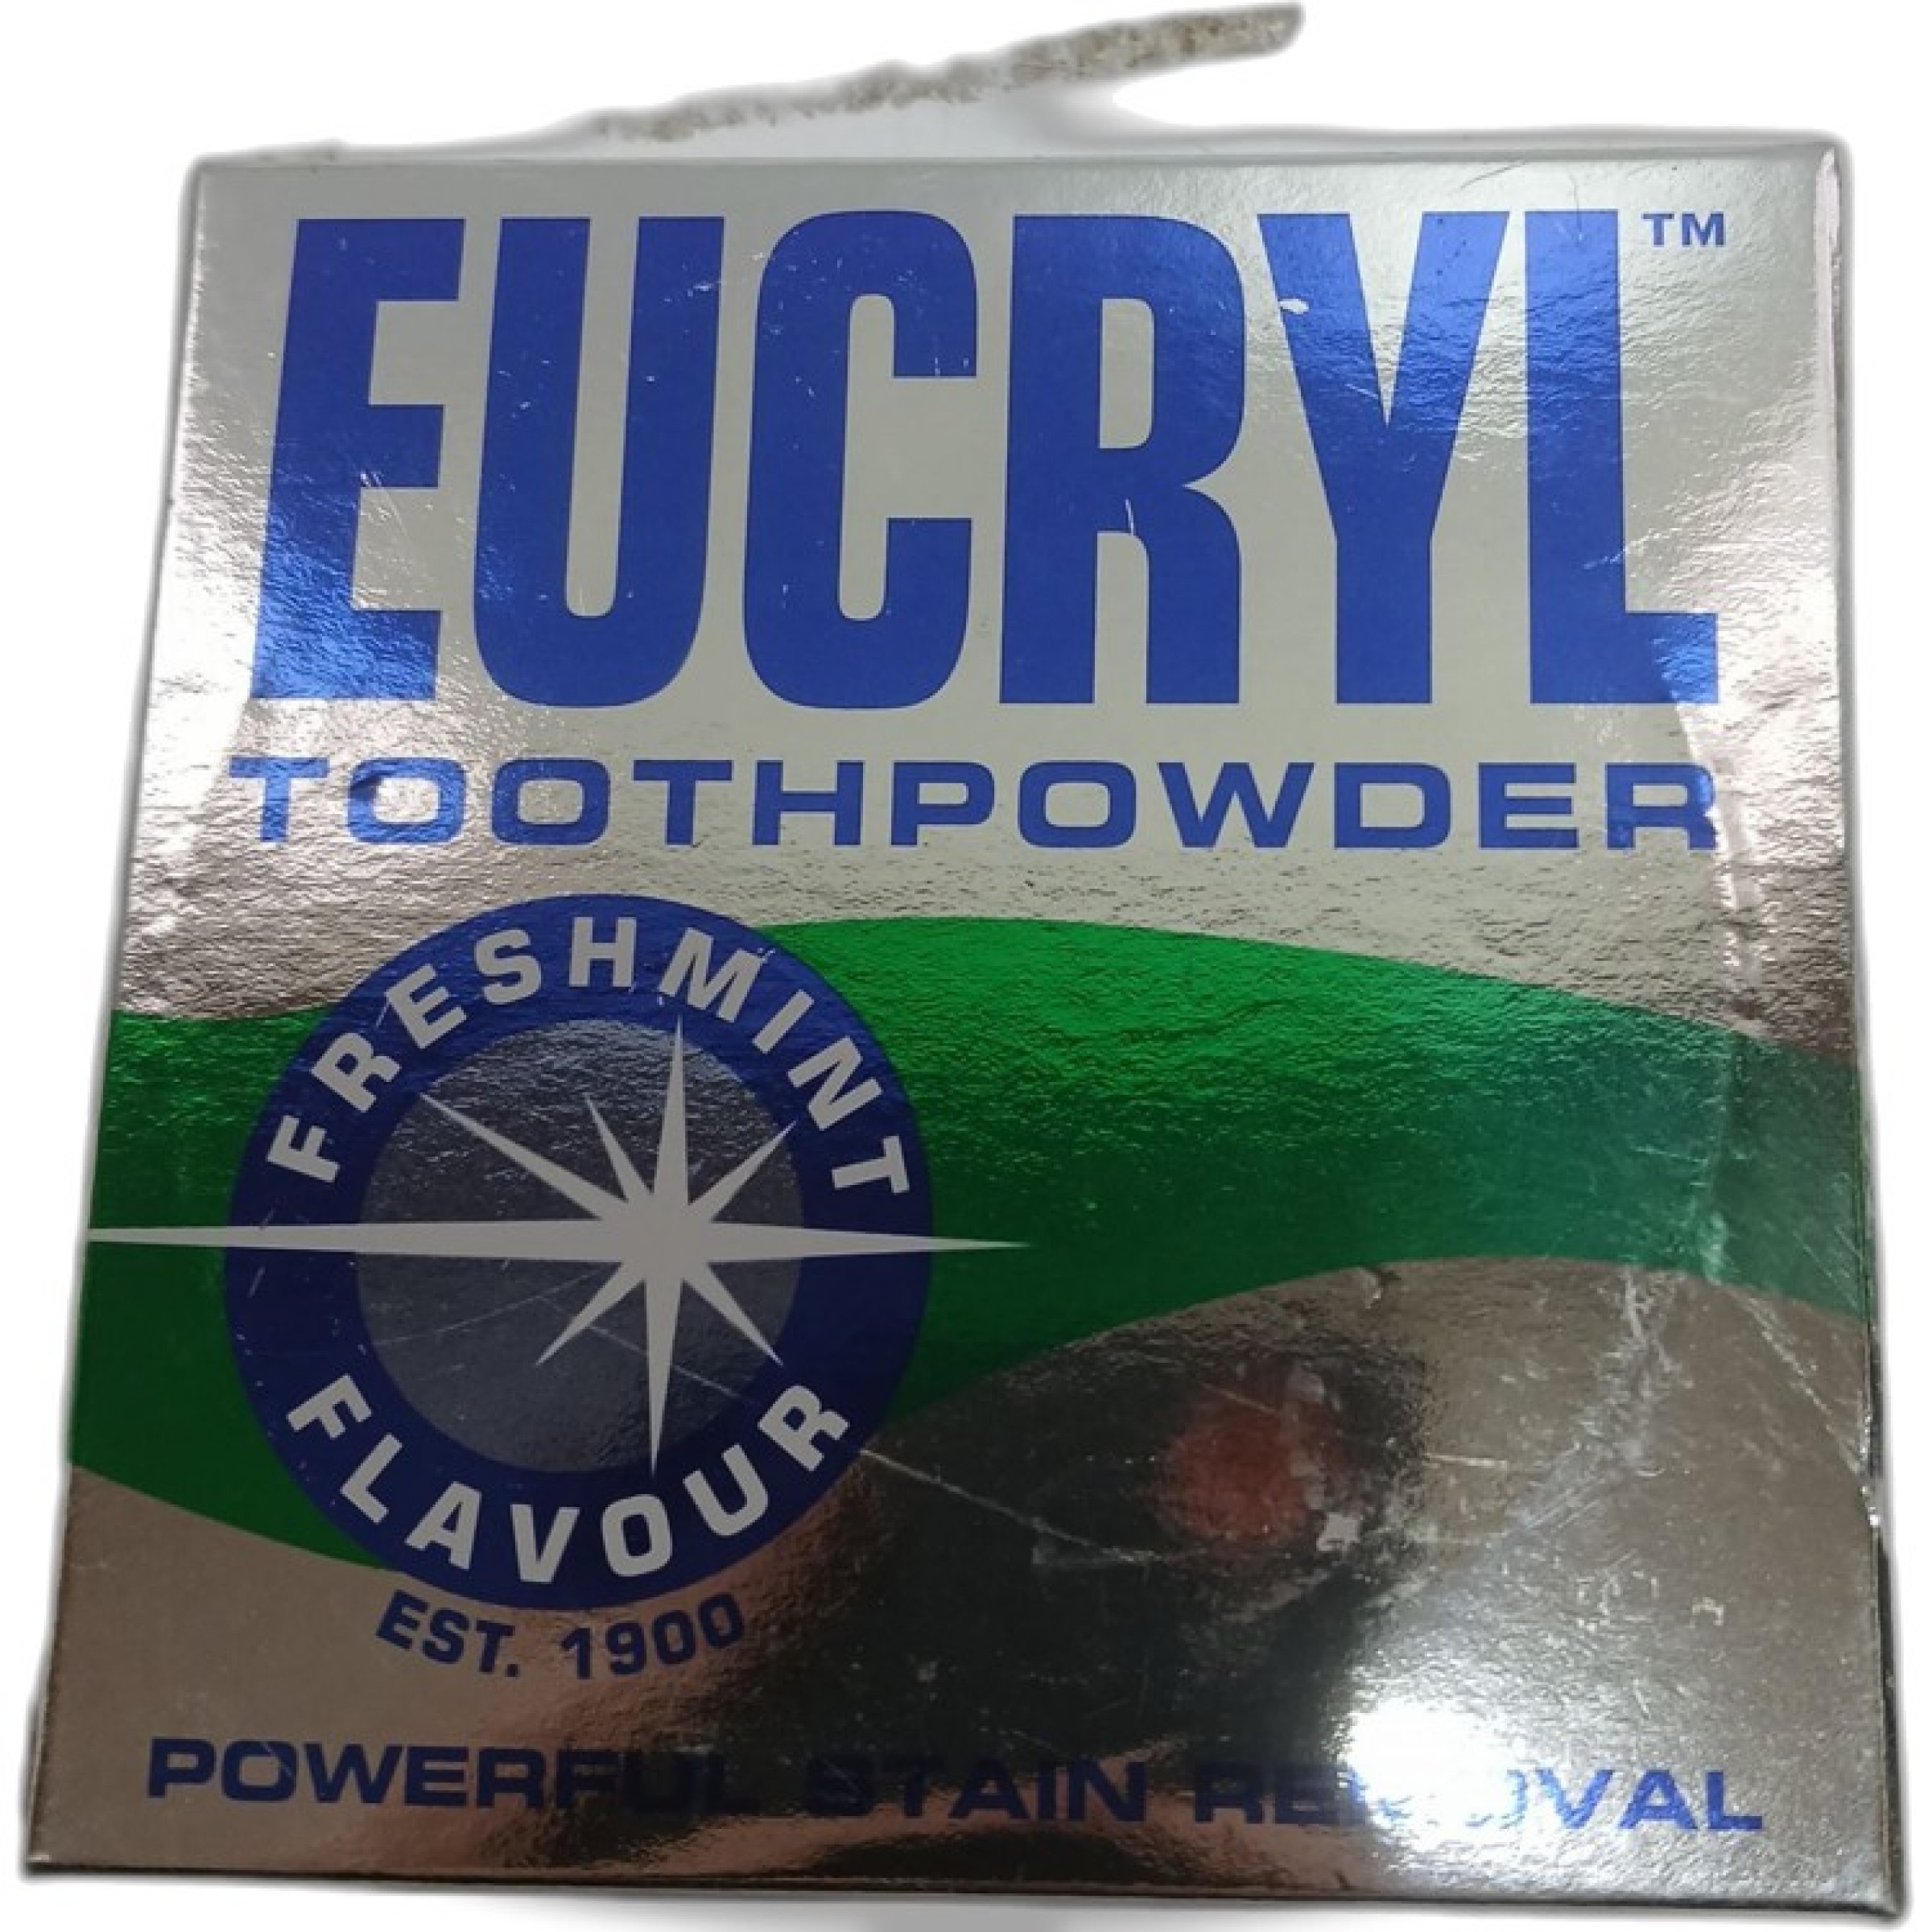 EUCRYL™
TOOTHPOWDER
FRESHMINT
FLAVOUR
EST. 1900
POWERFUL STAIN REMOVAL